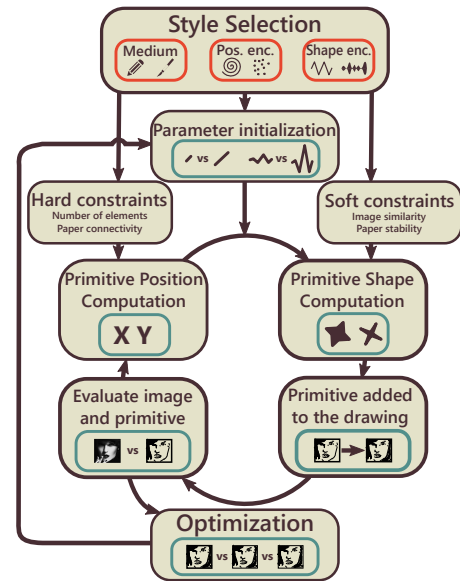 Style Selection
Medium
Pos. enc.
Shape enc.
Parameter initialization
vs
vs
Hard constraints
Number of elements
Paper connectivity
Soft constraints
Image similarity
Paper stability
Primitive Position
Computation
X Y
Primitive Shape
Computation
Evaluate image
and primitive
vs
Primitive added
to the drawing
Optimization
vs
vs